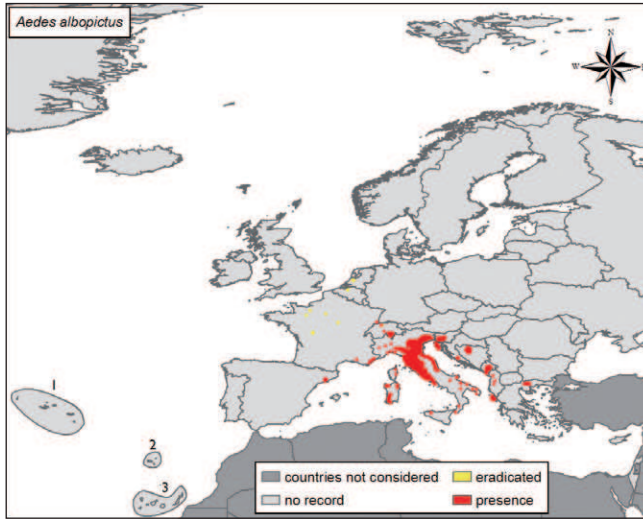 Aedes albopictus
N
W
S
1
2
3
countries not considered
eradicated
no record
presence